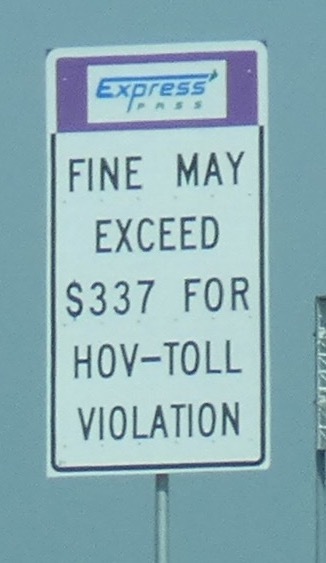 Express
PASS
FINE MAY
EXCEED
$337 FOR
HOV-TOLL
VIOLATION